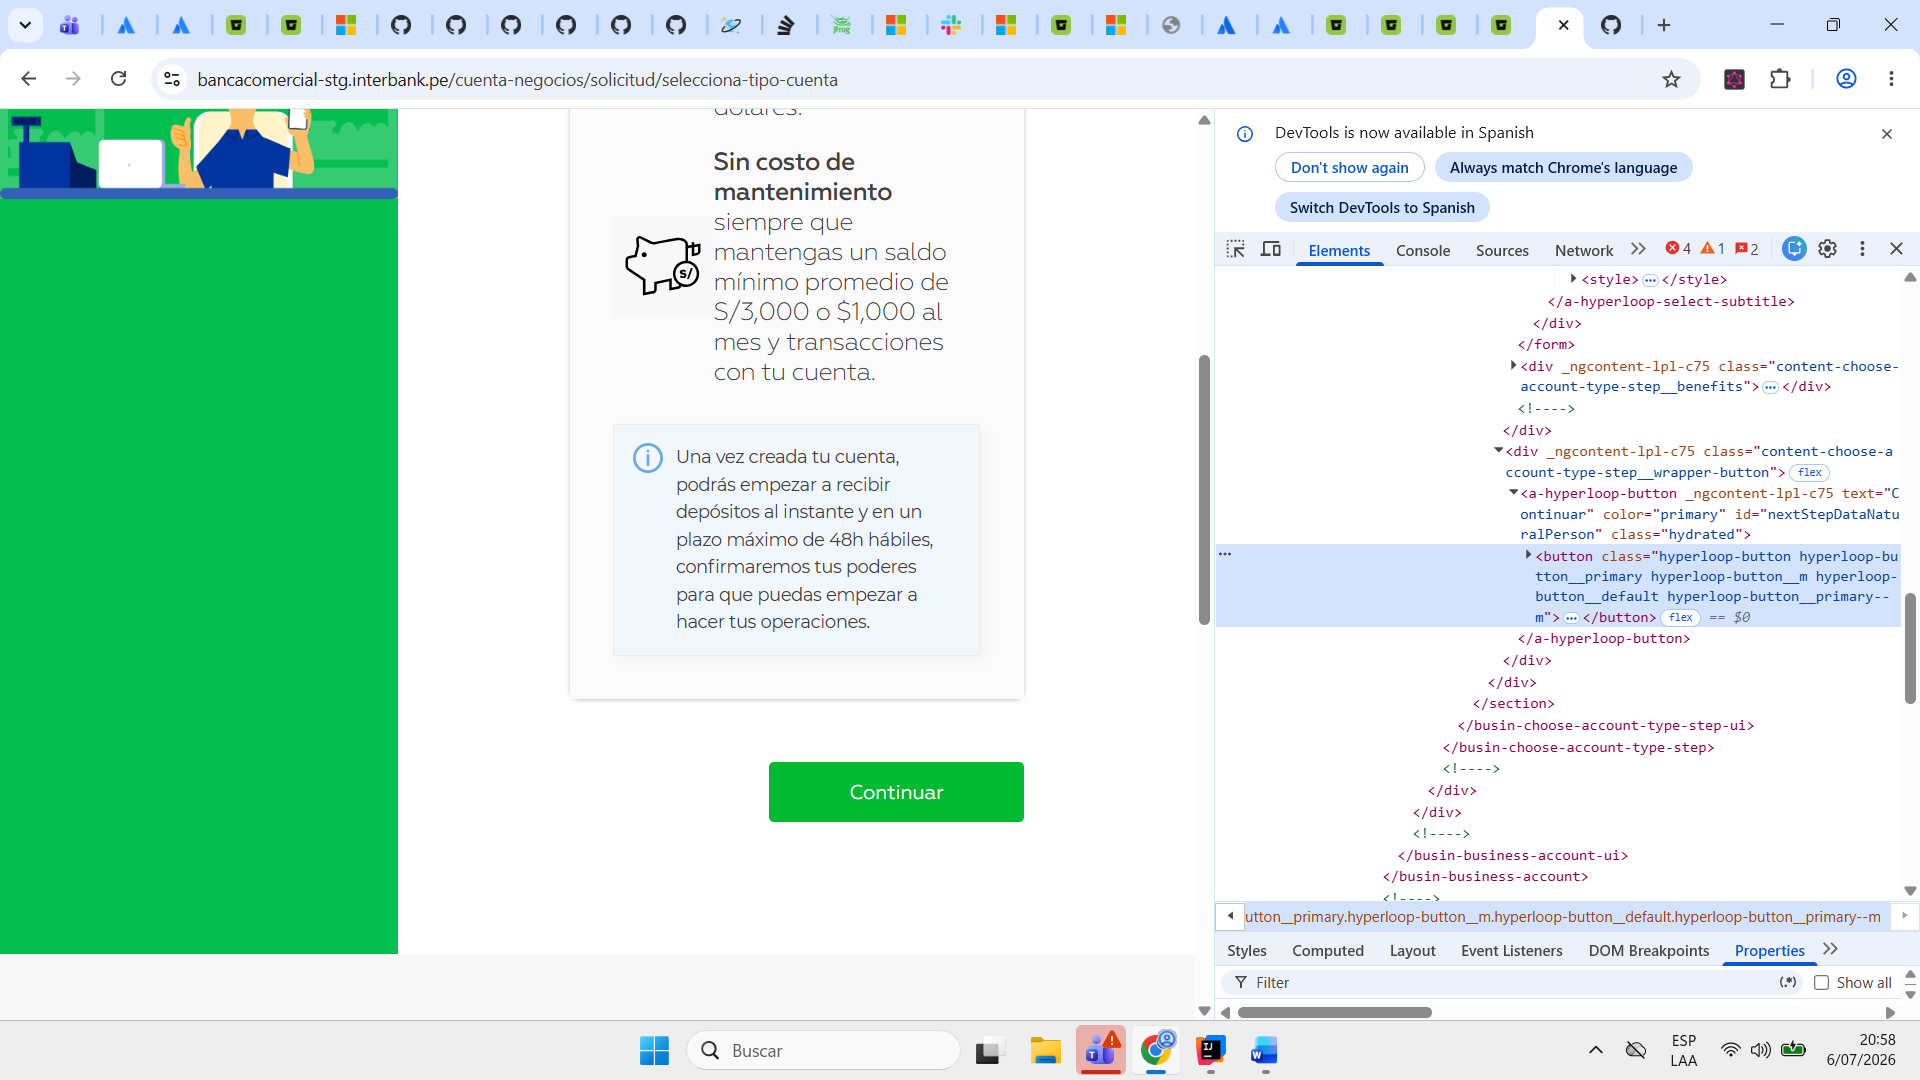 bancacomercial-stg.interbank.pe/cuenta-negocios/solicitud/selecciona-tipo-cuenta
dólares.
Sin costo de
mantenimiento
siempre que
mantengas un saldo
mínimo promedio de
S/3,000 o $1,000 al
mes y transacciones
con tu cuenta.
S/
Una vez creada tu cuenta,
podrás empezar a recibir
depósitos al instante y en un
plazo máximo de 48h hábiles,
confirmaremos tus poderes
para que puedas empezar a
hacer tus operaciones.
Continuar
DevTools is now available in Spanish
Don't show again
Always match Chrome's language
Switch DevTools to Spanish
Elements Console Sources Network 4 1 2
<style>…</style>
</a-hyperloop-select-subtitle>
</div>
</form>
<div _ngcontent-lpl-c75 class="content-choose-
account-type-step__benefits">…</div>
<!---->
</div>
<div _ngcontent-lpl-c75 class="content-choose-a
ccount-type-step__wrapper-button"> flex
<a-hyperloop-button _ngcontent-lpl-c75 text="C
ontinuar" color="primary" id="nextStepDataNatu
ralPerson" class="hydrated">
<button class="hyperloop-button hyperloop-bu
tton__primary hyperloop-button__m hyperloop-
button__default hyperloop-button__primary--
m">…</button> flex == $0
</a-hyperloop-button>
</div>
</div>
</section>
</busin-choose-account-type-step-ui>
</busin-choose-account-type-step>
<!---->
</div>
</div>
<!---->
</busin-business-account-ui>
</busin-business-account>
<!---->
utton__primary.hyperloop-button__m.hyperloop-button__default.hyperloop-button__primary--m
Styles Computed Layout Event Listeners DOM Breakpoints Properties
Filter (.*) Show all
Buscar
ESP
LAA
20:58
6/07/2026